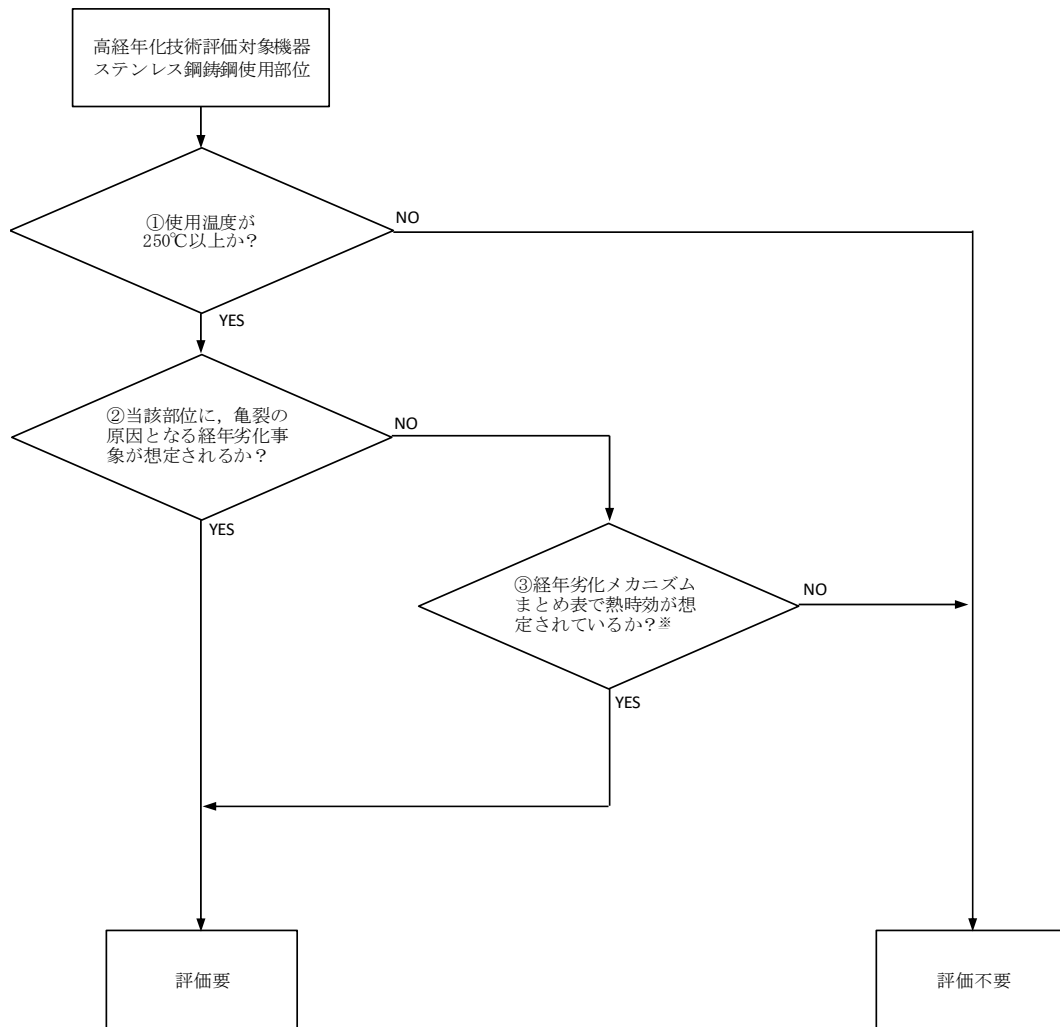 高経年化技術評価対象機器
ステンレス鋼鋳鋼使用部位
①使用温度が
250℃以上か？
NO
YES
②当該部位に，亀裂の
原因となる経年劣化事
象が想定されるか？
NO
YES
③経年劣化メカニズム
まとめ表で熱時効が想
定されているか？※
NO
YES
評価要
評価不要